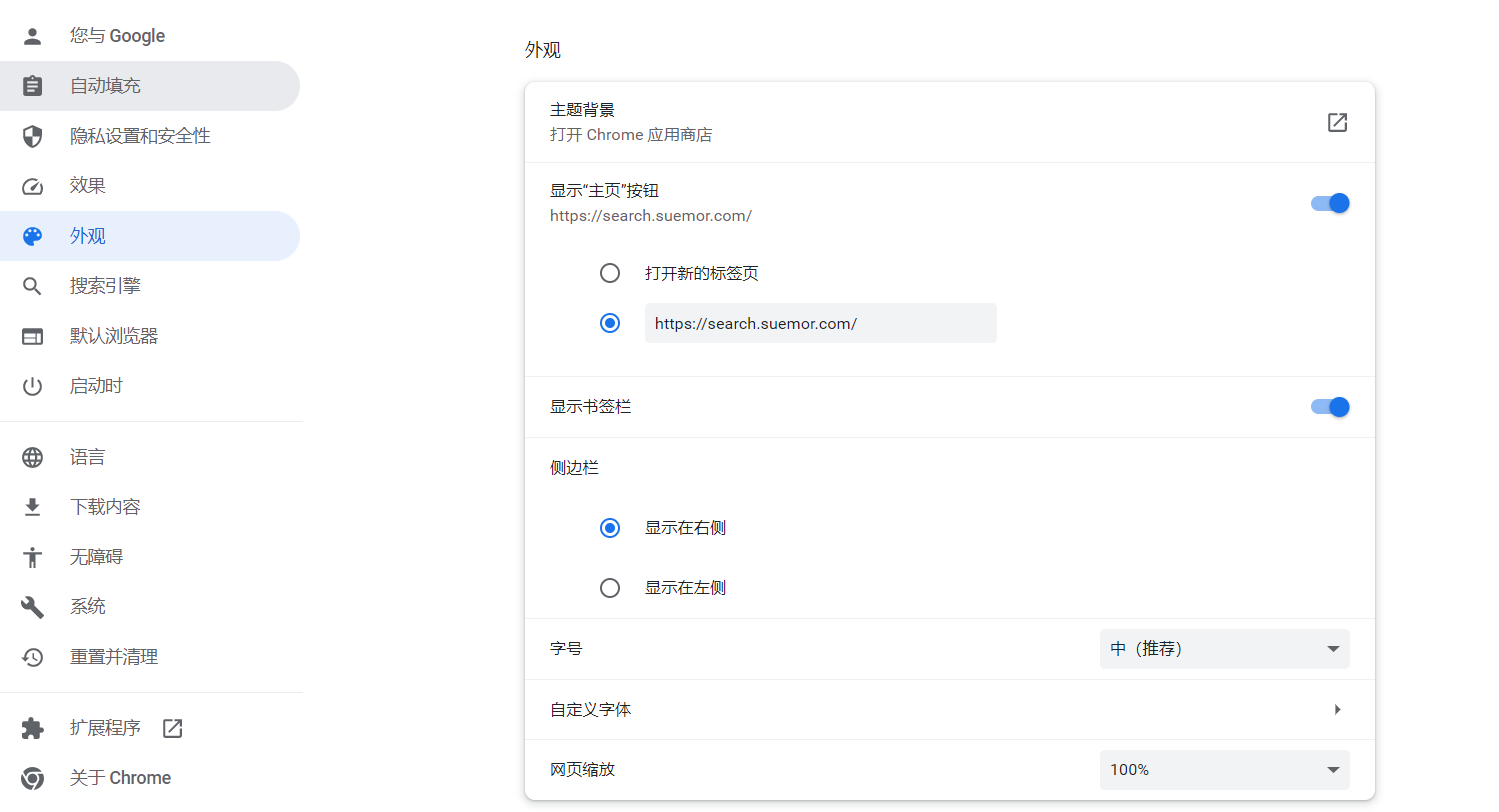 您与 Google
自动填充
隐私设置和安全性
效果
外观
搜索引擎
默认浏览器
启动时
语言
下载内容
无障碍
系统
重置并清理
扩展程序
关于 Chrome
外观
主题背景
打开 Chrome 应用商店
显示“主页”按钮
https://search.suemor.com/
打开新的标签页
https://search.suemor.com/
显示书签栏
侧边栏
显示在右侧
显示在左侧
字号
中（推荐）
自定义字体
网页缩放
100%